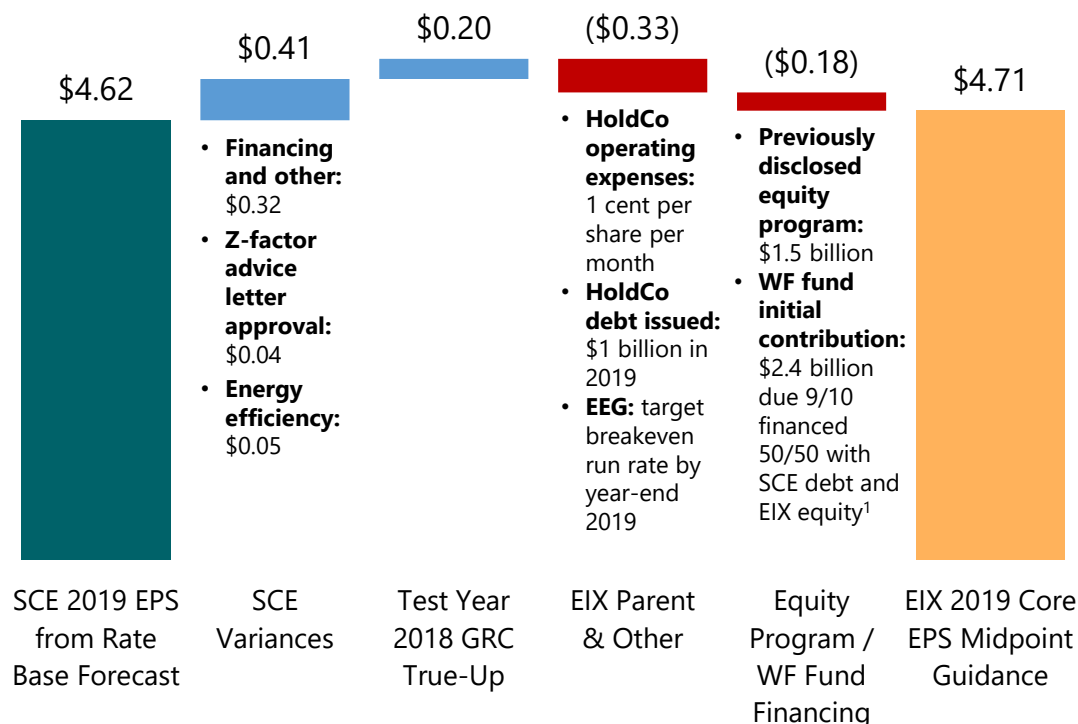 $4.62
$0.41
$0.20
($0.33)
($0.18)
$4.71
• Financing
and other:
$0.32
• Z-factor
advice
letter
approval:
$0.04
• Energy
efficiency:
$0.05
• HoldCo
operating
expenses:
1 cent per
share per
month
• HoldCo
debt issued:
$1 billion in
2019
• EEG: target
breakeven
run rate by
year-end
2019
• Previously
disclosed
equity
program:
$1.5 billion
• WF fund
initial
contribution:
$2.4 billion
due 9/10
financed
50/50 with
SCE debt and
EIX equity¹
SCE 2019 EPS
from Rate
Base Forecast
SCE
Variances
Test Year
2018 GRC
True-Up
EIX Parent
& Other
Equity
Program /
WF Fund
Financing
EIX 2019 Core
EPS Midpoint
Guidance